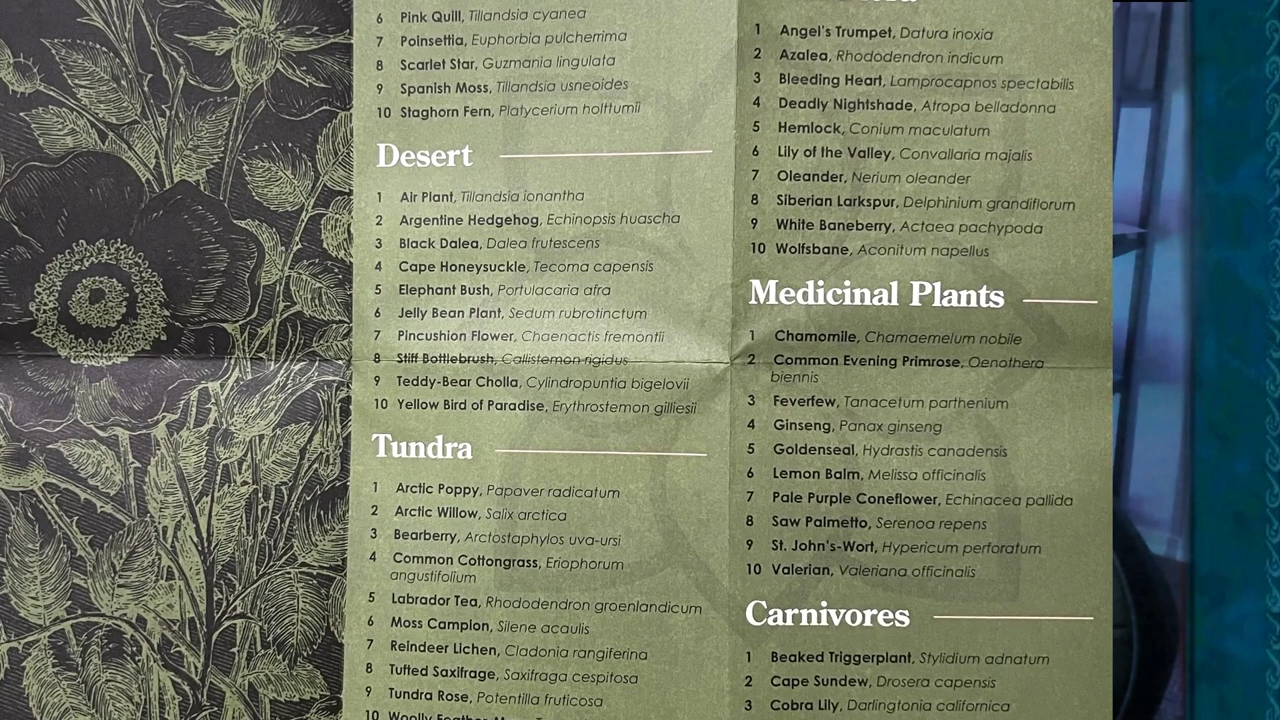 6 Pink Quill, Tillandsia cyanea
7 Poinsettia, Euphorbia pulcherrima
8 Scarlet Star, Guzmania lingulata
9 Spanish Moss, Tillandsia usneoides
10 Staghorn Fern, Platycerium holttumii
Desert
1 Air Plant, Tillandsia ionantha
2 Argentine Hedgehog, Echinopsis huascha
3 Black Dalea, Dalea frutescens
4 Cape Honeysuckle, Tecoma capensis
5 Elephant Bush, Portulacaria afra
6 Jelly Bean Plant, Sedum rubrotinctum
7 Pincushion Flower, Chaenactis fremontii
8 Stiff Bottlebrush, Callistemon rigidus
9 Teddy-Bear Cholla, Cylindropuntia bigelovii
10 Yellow Bird of Paradise, Erythrostemon gilliesii
Tundra
1 Arctic Poppy, Papaver radicatum
2 Arctic Willow, Salix arctica
3 Bearberry, Arctostaphylos uva-ursi
4 Common Cottongrass, Eriophorum
angustifolium
5 Labrador Tea, Rhododendron groenlandicum
6 Moss Campion, Silene acaulis
7 Reindeer Lichen, Cladonia rangiferina
8 Tufted Saxifrage, Saxifraga cespitosa
9 Tundra Rose, Potentilla fruticosa
10 Woolly Feather
1 Angel's Trumpet, Datura inoxia
2 Azalea, Rhododendron indicum
3 Bleeding Heart, Lamprocapnos spectabilis
4 Deadly Nightshade, Atropa belladonna
5 Hemlock, Conium maculatum
6 Lily of the Valley, Convallaria majalis
7 Oleander, Nerium oleander
8 Siberian Larkspur, Delphinium grandiflorum
9 White Baneberry, Actaea pachypoda
10 Wolfsbane, Aconitum napellus
Medicinal Plants
1 Chamomile, Chamaemelum nobile
2 Common Evening Primrose, Oenothera
biennis
3 Feverfew, Tanacetum parthenium
4 Ginseng, Panax ginseng
5 Goldenseal, Hydrastis canadensis
6 Lemon Balm, Melissa officinalis
7 Pale Purple Coneflower, Echinacea pallida
8 Saw Palmetto, Serenoa repens
9 St. John's-Wort, Hypericum perforatum
10 Valerian, Valeriana officinalis
Carnivores
1 Beaked Triggerplant, Stylidium adnatum
2 Cape Sundew, Drosera capensis
3 Cobra Lily, Darlingtonia californica